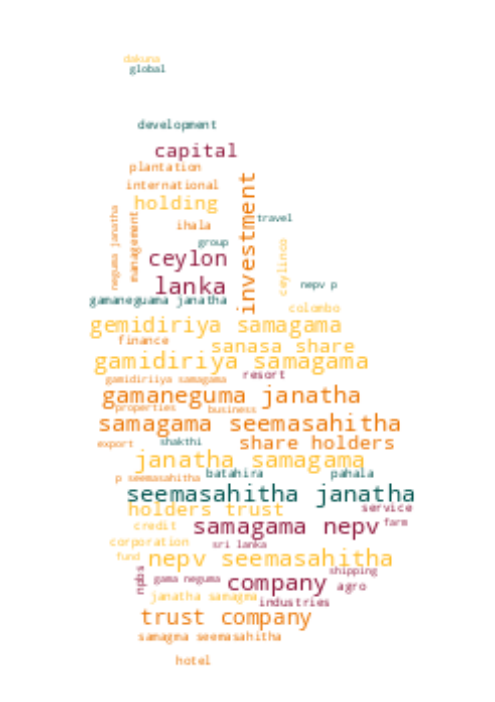 dakuna
global
development
capital
plantation
international
holding
neguma janatha
management
investment
travel
ihala
group
ceylon
ceylinco
lanka
nepv p
gamaneguama janatha
colombo
gemidiriya samagama
finance
sanasa share
gamidiriya samagama
resort
gamidiriiya samagama
gamaneguma janatha
properties
business
samagama seemasahitha
export
shakthi
share holders
janatha samagama
batahira
pahala
p seemasahitha
seemasahitha janatha
holders trust
service
credit
samagama nepv
farm
corporation
sri lanka
fund
nepv seemasahitha
shipping
npbs
gama neguma
company
agro
janatha samagma
industries
trust company
samagma seemasahitha
hotel